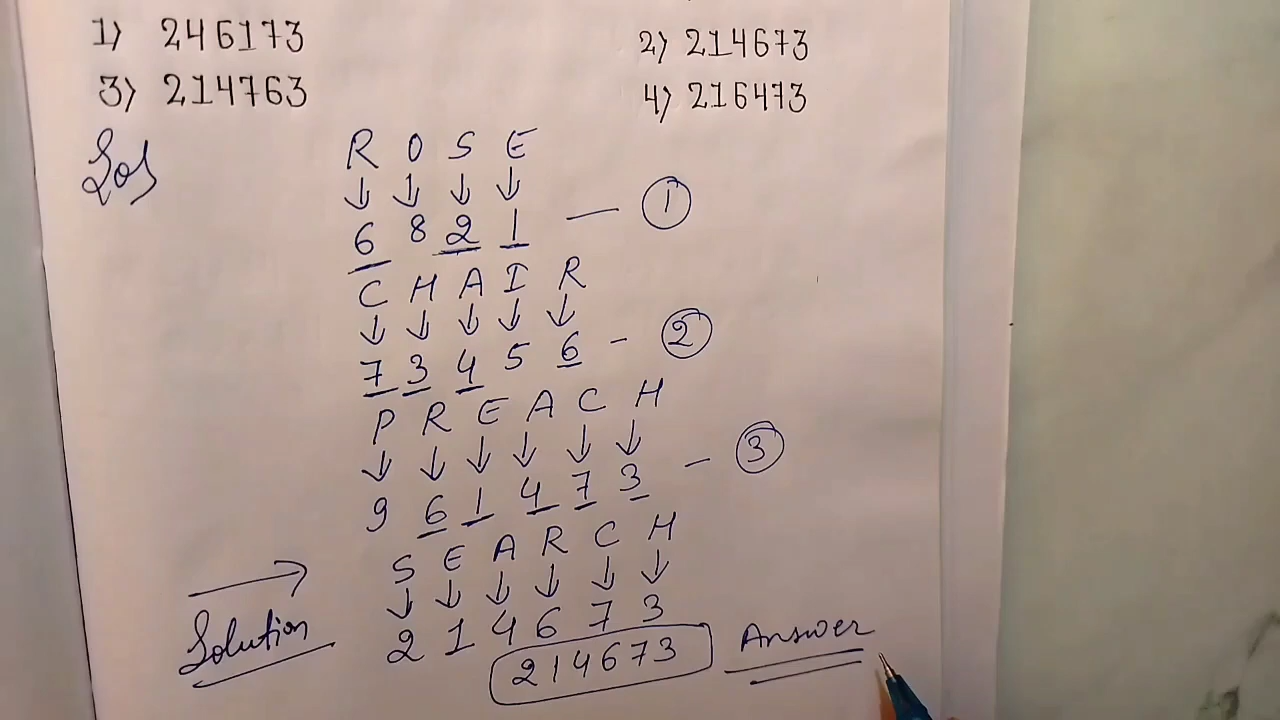 1) 246173 2) 214673
3) 214763 4) 216473
Sol
R O S E
↓ ↓ ↓ ↓
6 8 2 1 — ①
C H A I R
↓ ↓ ↓ ↓ ↓
7 3 4 5 6 - ②
P R E A C H
↓ ↓ ↓ ↓ ↓ ↓
9 6 1 4 7 3 - ③
S E A R C H
→ ↓ ↓ ↓ ↓ ↓ ↓
Solution 2 1 4 6 7 3
214673 Answer